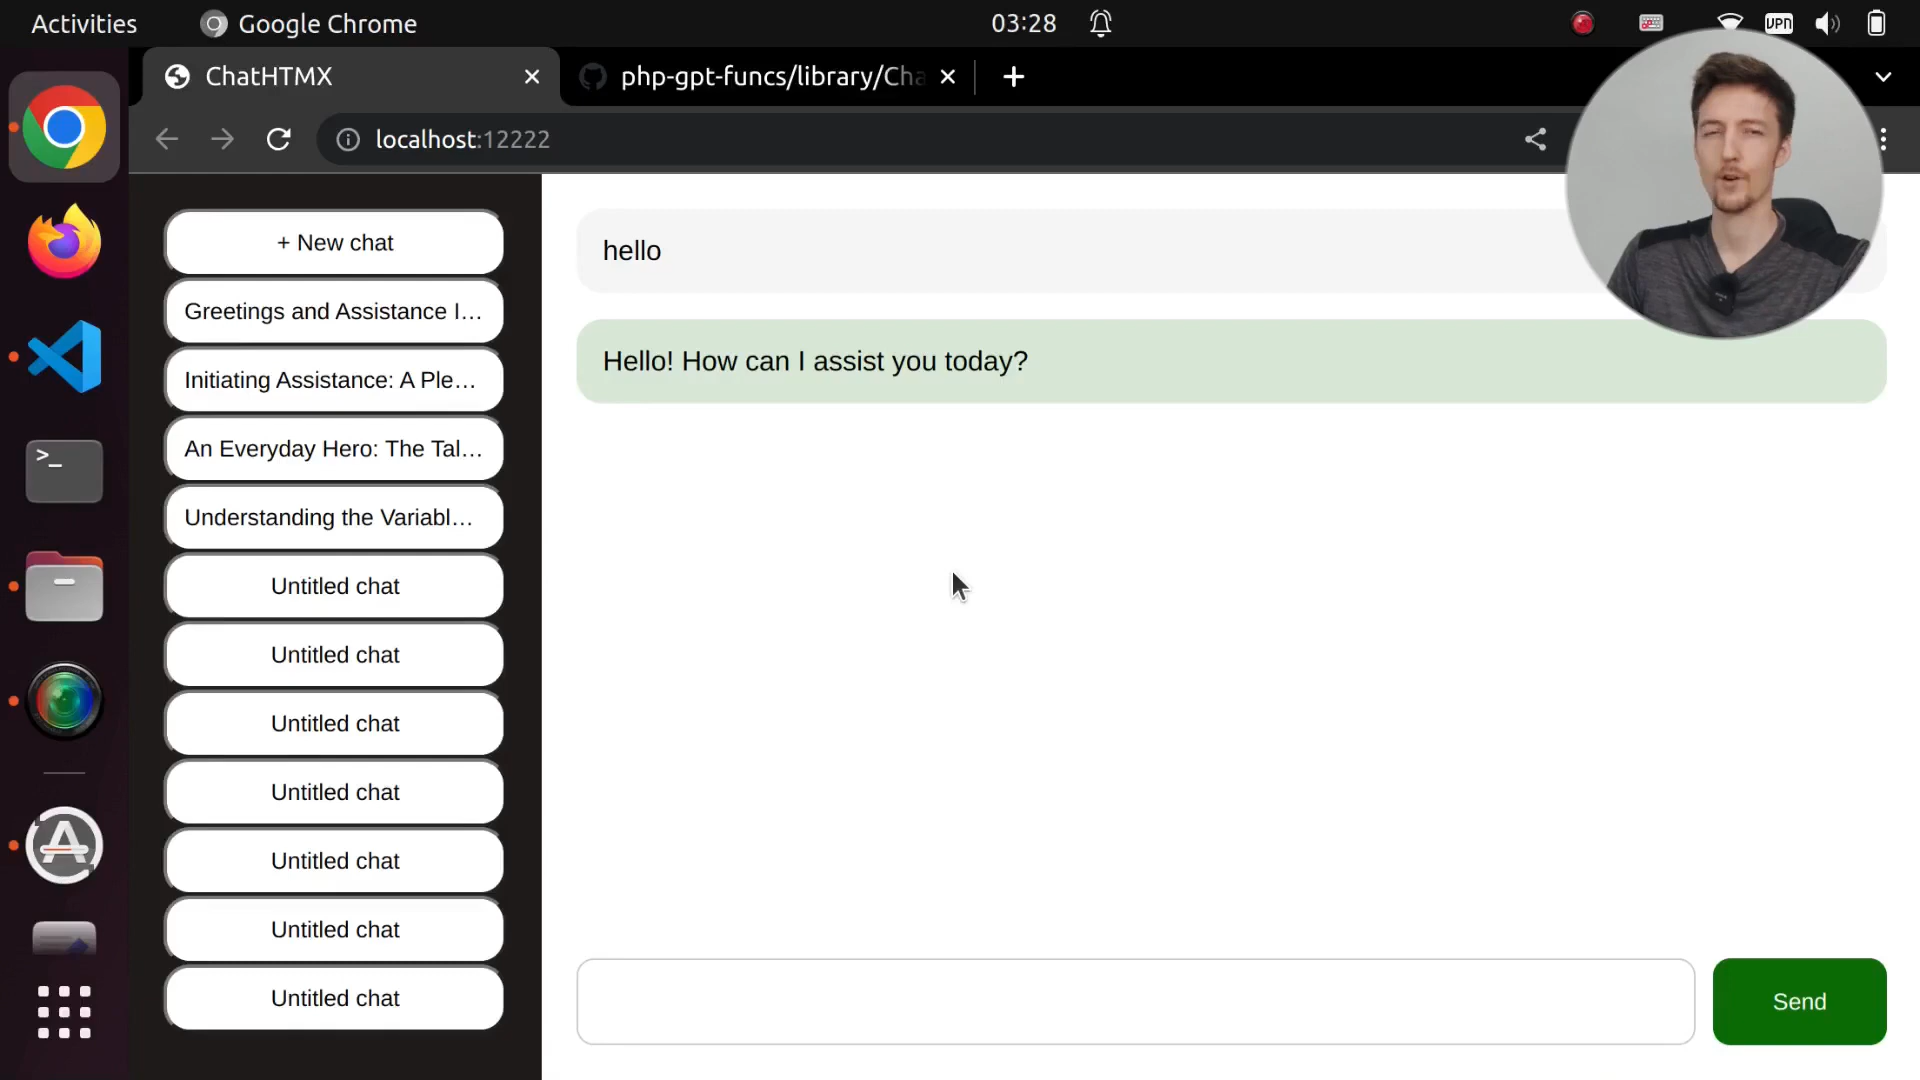 Activities
Google Chrome
03:28
VPN
ChatHTMX
php-gpt-funcs/library/Cha
localhost:12222
+ New chat
Greetings and Assistance I...
Initiating Assistance: A Ple...
An Everyday Hero: The Tal...
Understanding the Variabl...
Untitled chat
Untitled chat
Untitled chat
Untitled chat
Untitled chat
Untitled chat
Untitled chat
hello
Hello! How can I assist you today?
Send